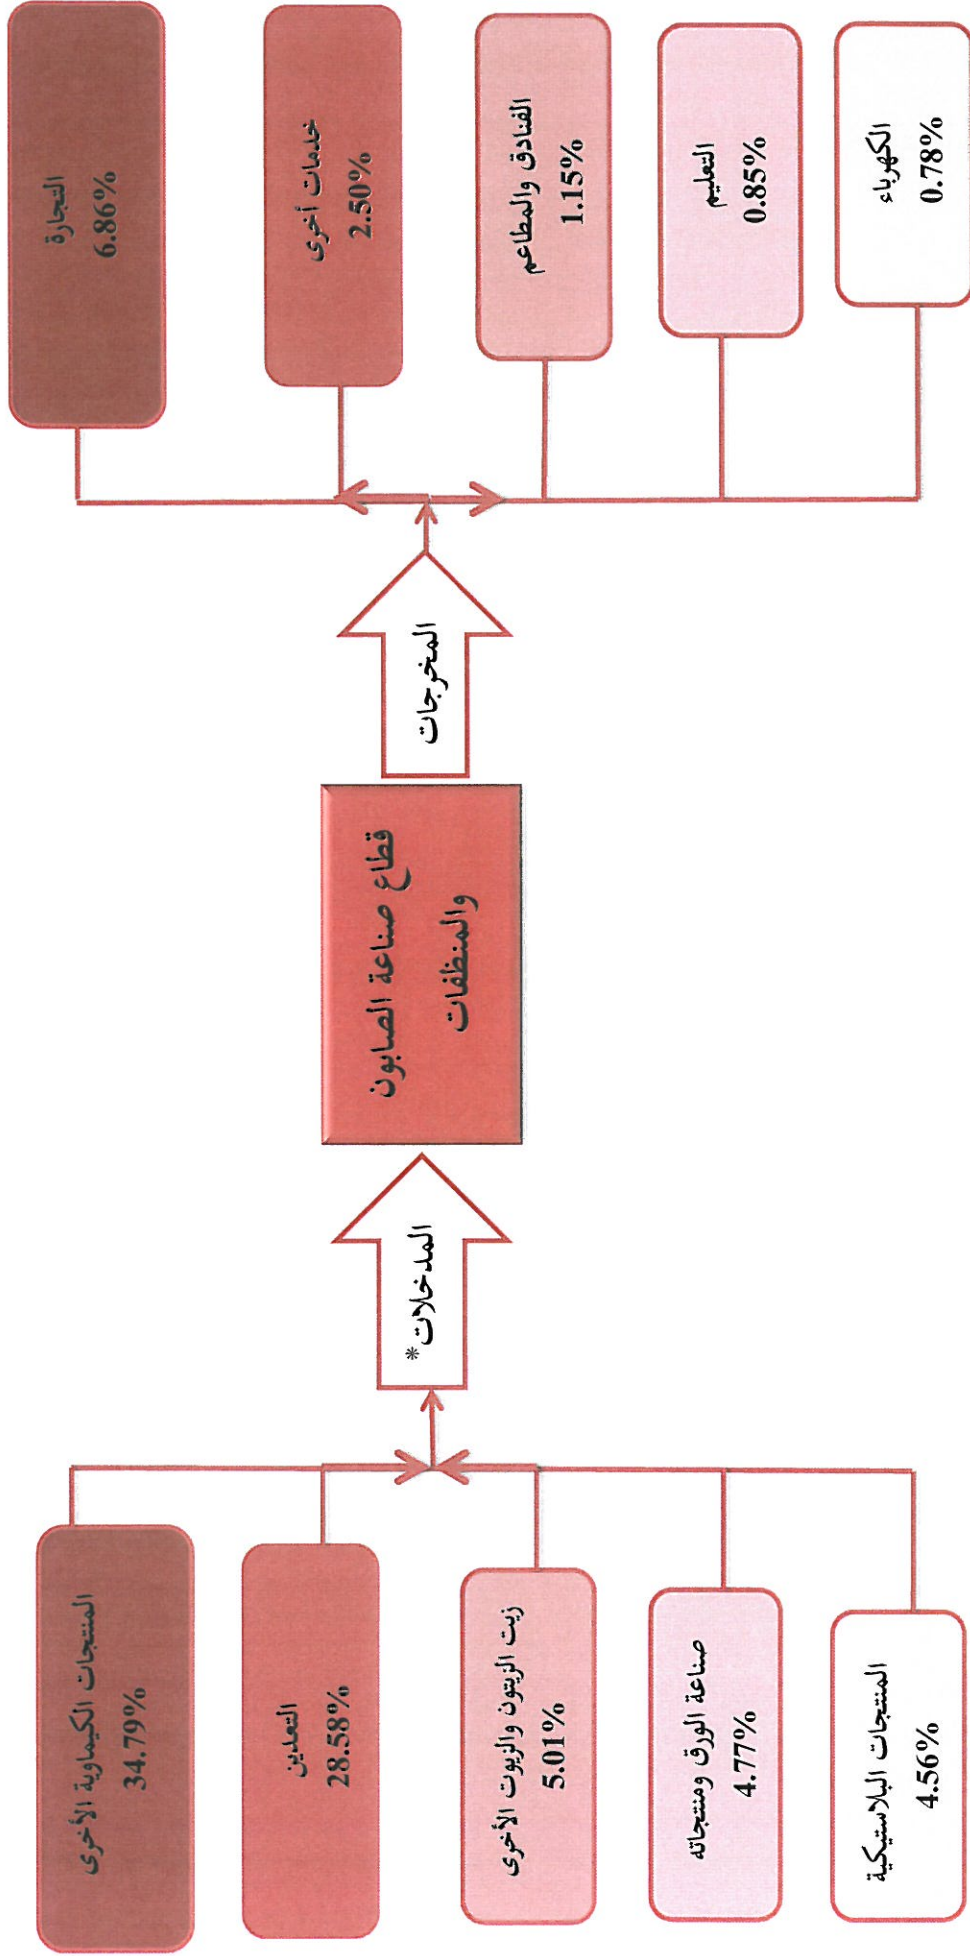 المنتجات الكيماوية الأخرى
34.79%
التعدين
28.58%
زيت الزيتون والزيوت الأخرى
5.01%
صناعة الورق ومنتجاته
4.77%
المنتجات البلاستيكية
4.56%
المدخلات*
قطاع صناعة الصابون
والمنظفات
المخرجات
التجارة
6.86%
خدمات أخرى
2.50%
الفنادق والمطاعم
1.15%
التعليم
0.85%
الكهرباء
0.78%